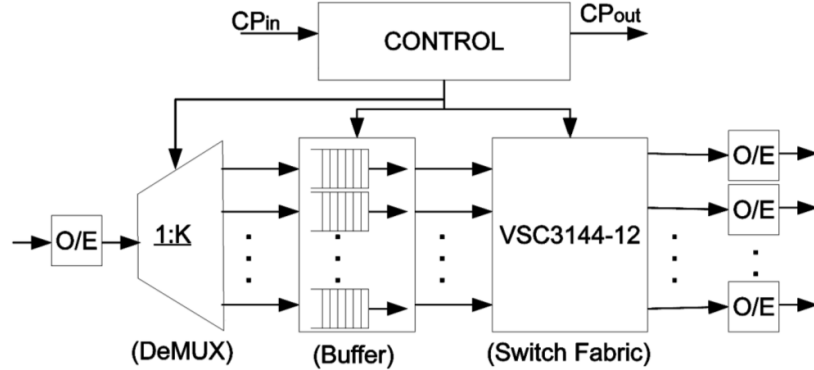 CPin
CONTROL
CPout
O/E
1:K
VSC3144-12
O/E
O/E
O/E
(DeMUX)
(Buffer)
(Switch Fabric)